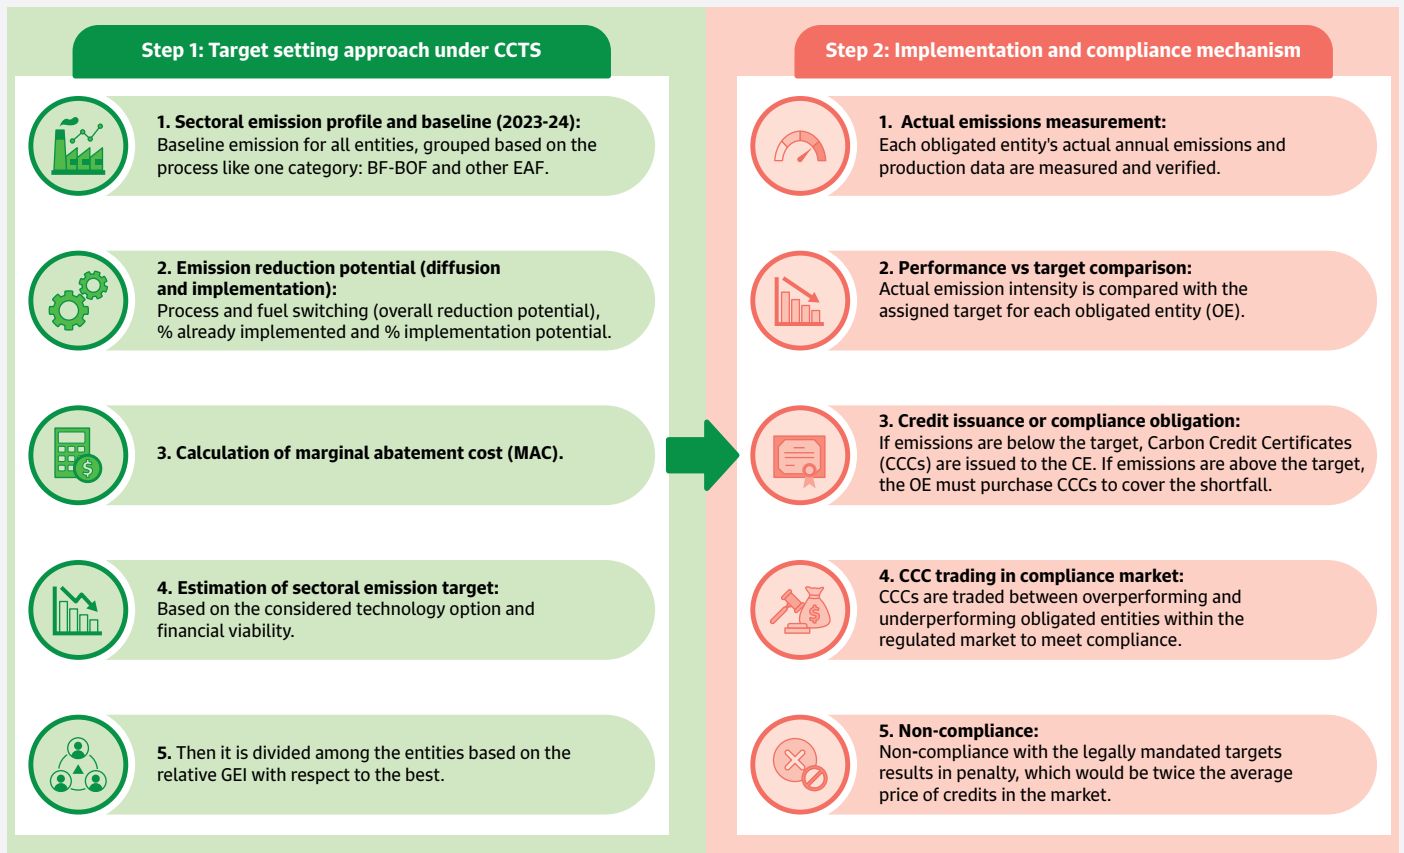 Step 1: Target setting approach under CCTS
1. Sectoral emission profile and baseline (2023-24):
Baseline emission for all entities, grouped based on the
process like one category: BF-BOF and other EAF.
2. Emission reduction potential (diffusion
and implementation):
Process and fuel switching (overall reduction potential),
% already implemented and % implementation potential.
$
3. Calculation of marginal abatement cost (MAC).
4. Estimation of sectoral emission target:
Based on the considered technology option and
financial viability.
5. Then it is divided among the entities based on the
relative GEI with respect to the best.
Step 2: Implementation and compliance mechanism
1. Actual emissions measurement:
Each obligated entity's actual annual emissions and
production data are measured and verified.
2. Performance vs target comparison:
Actual emission intensity is compared with the
assigned target for each obligated entity (OE).
3. Credit issuance or compliance obligation:
If emissions are below the target, Carbon Credit Certificates
(CCCs) are issued to the CE. If emissions are above the target,
the OE must purchase CCCs to cover the shortfall.
$
4. CCC trading in compliance market:
CCCs are traded between overperforming and
underperforming obligated entities within the
regulated market to meet compliance.
5. Non-compliance:
Non-compliance with the legally mandated targets
results in penalty, which would be twice the average
price of credits in the market.